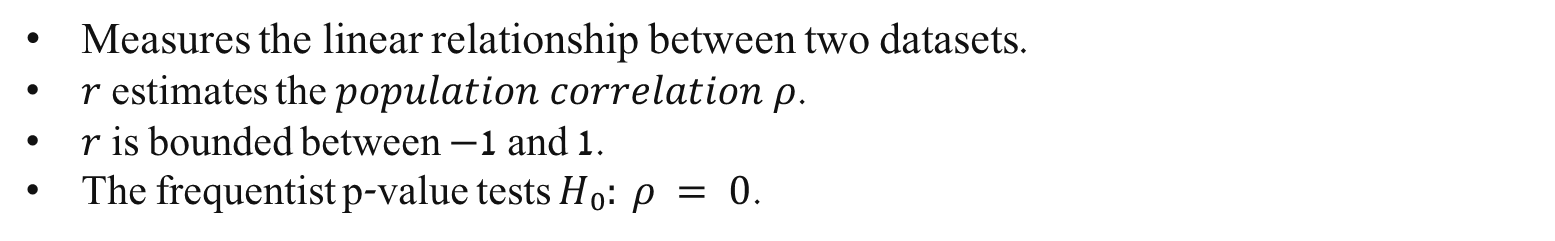 • Measures the linear relationship between two datasets.
• r estimates the population correlation ρ.
• r is bounded between −1 and 1.
• The frequentist p-value tests H₀: ρ = 0.